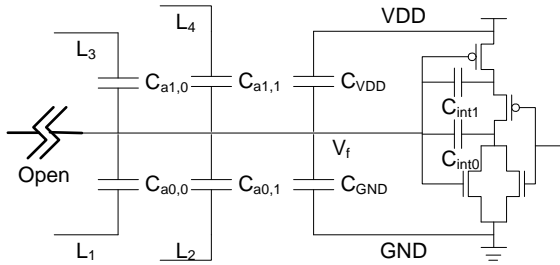 L4
VDD
L3
Ca1,0
Ca1,1
CVDD
Cint1
Vf
Open
Cint0
Ca0,0
Ca0,1
CGND
L1
L2
GND